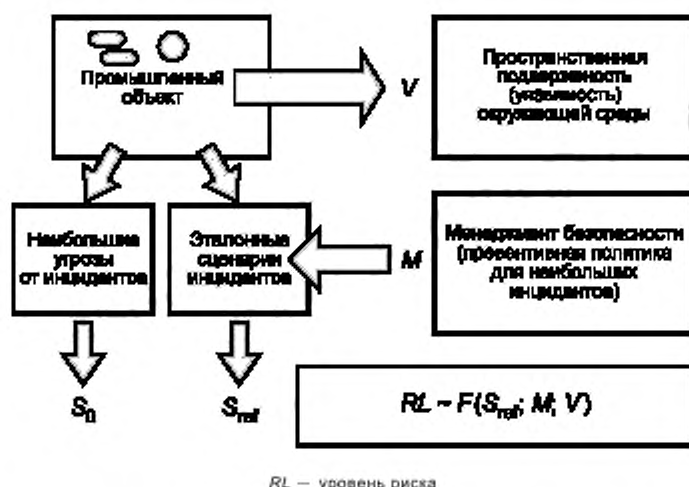 Промышленный
объект
V
Пространственная
подверженность
(уязвимость)
окружающей среды
Наибольшие
угрозы
от инцидентов
Эталонные
сценарии
инцидентов
M
Менеджмент безопасности
(превентивная политика
для наибольших
инцидентов)
S₀
Sref
RL ~ F(Sref; M; V)
RL — уровень риска